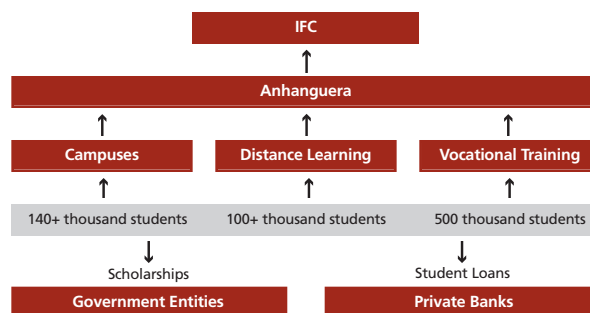 IFC
Anhanguera
Campuses
Distance Learning
Vocational Training
140+ thousand students
100+ thousand students
500 thousand students
Scholarships
Student Loans
Government Entities
Private Banks